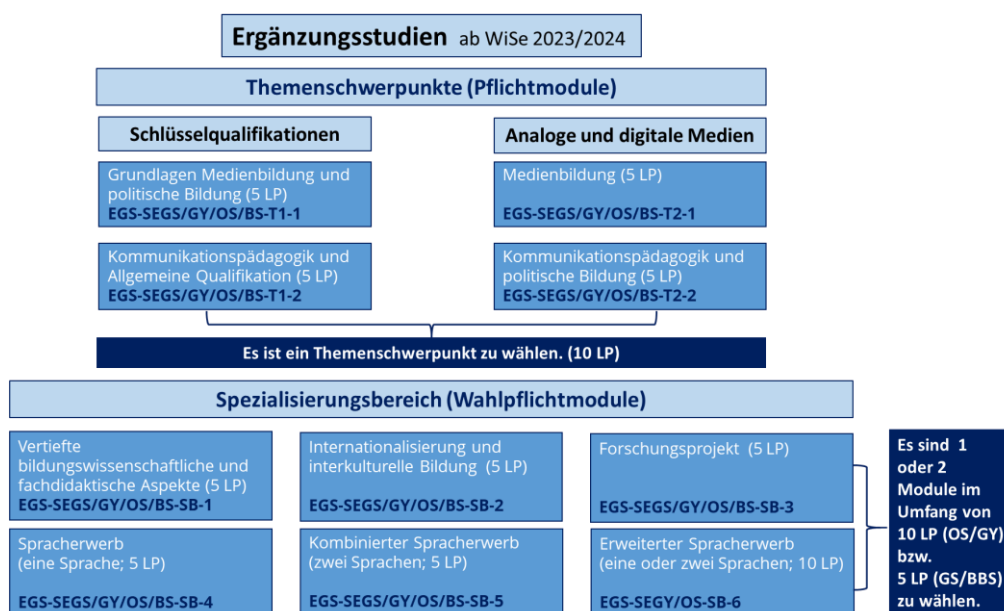 Ergänzungsstudien ab WiSe 2023/2024
Themenschwerpunkte (Pflichtmodule)
Schlüsselqualifikationen
Grundlagen Medienbildung und
politische Bildung (5 LP)
EGS-SEGS/GY/OS/BS-T1-1
Kommunikationspädagogik und
Allgemeine Qualifikation (5 LP)
EGS-SEGS/GY/OS/BS-T1-2
Analoge und digitale Medien
Medienbildung (5 LP)
EGS-SEGS/GY/OS/BS-T2-1
Kommunikationspädagogik und
politische Bildung (5 LP)
EGS-SEGS/GY/OS/BS-T2-2
Es ist ein Themenschwerpunkt zu wählen. (10 LP)
Spezialisierungsbereich (Wahlpflichtmodule)
Vertiefte
bildungswissenschaftliche und
fachdidaktische Aspekte (5 LP)
EGS-SEGS/GY/OS/BS-SB-1
Internationalisierung und
interkulturelle Bildung (5 LP)
EGS-SEGS/GY/OS/BS-SB-2
Forschungsprojekt (5 LP)
EGS-SEGS/GY/OS/BS-SB-3
Spracherwerb
(eine Sprache; 5 LP)
EGS-SEGS/GY/OS/BS-SB-4
Kombinierter Spracherwerb
(zwei Sprachen; 5 LP)
EGS-SEGS/GY/OS/BS-SB-5
Erweiterter Spracherwerb
(eine oder zwei Sprachen; 10 LP)
EGS-SEGY/OS-SB-6
Es sind 1
oder 2
Module im
Umfang von
10 LP (OS/GY)
bzw.
5 LP (GS/BBS)
zu wählen.